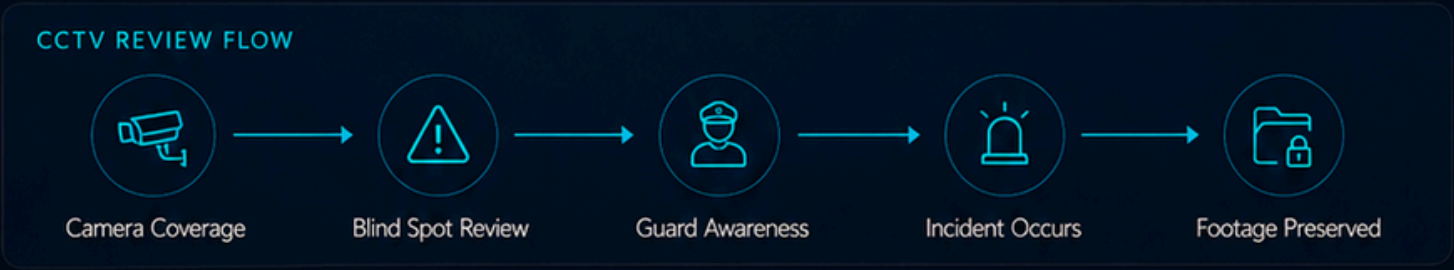 CCTV REVIEW FLOW
Camera Coverage
Blind Spot Review
Guard Awareness
Incident Occurs
Footage Preserved